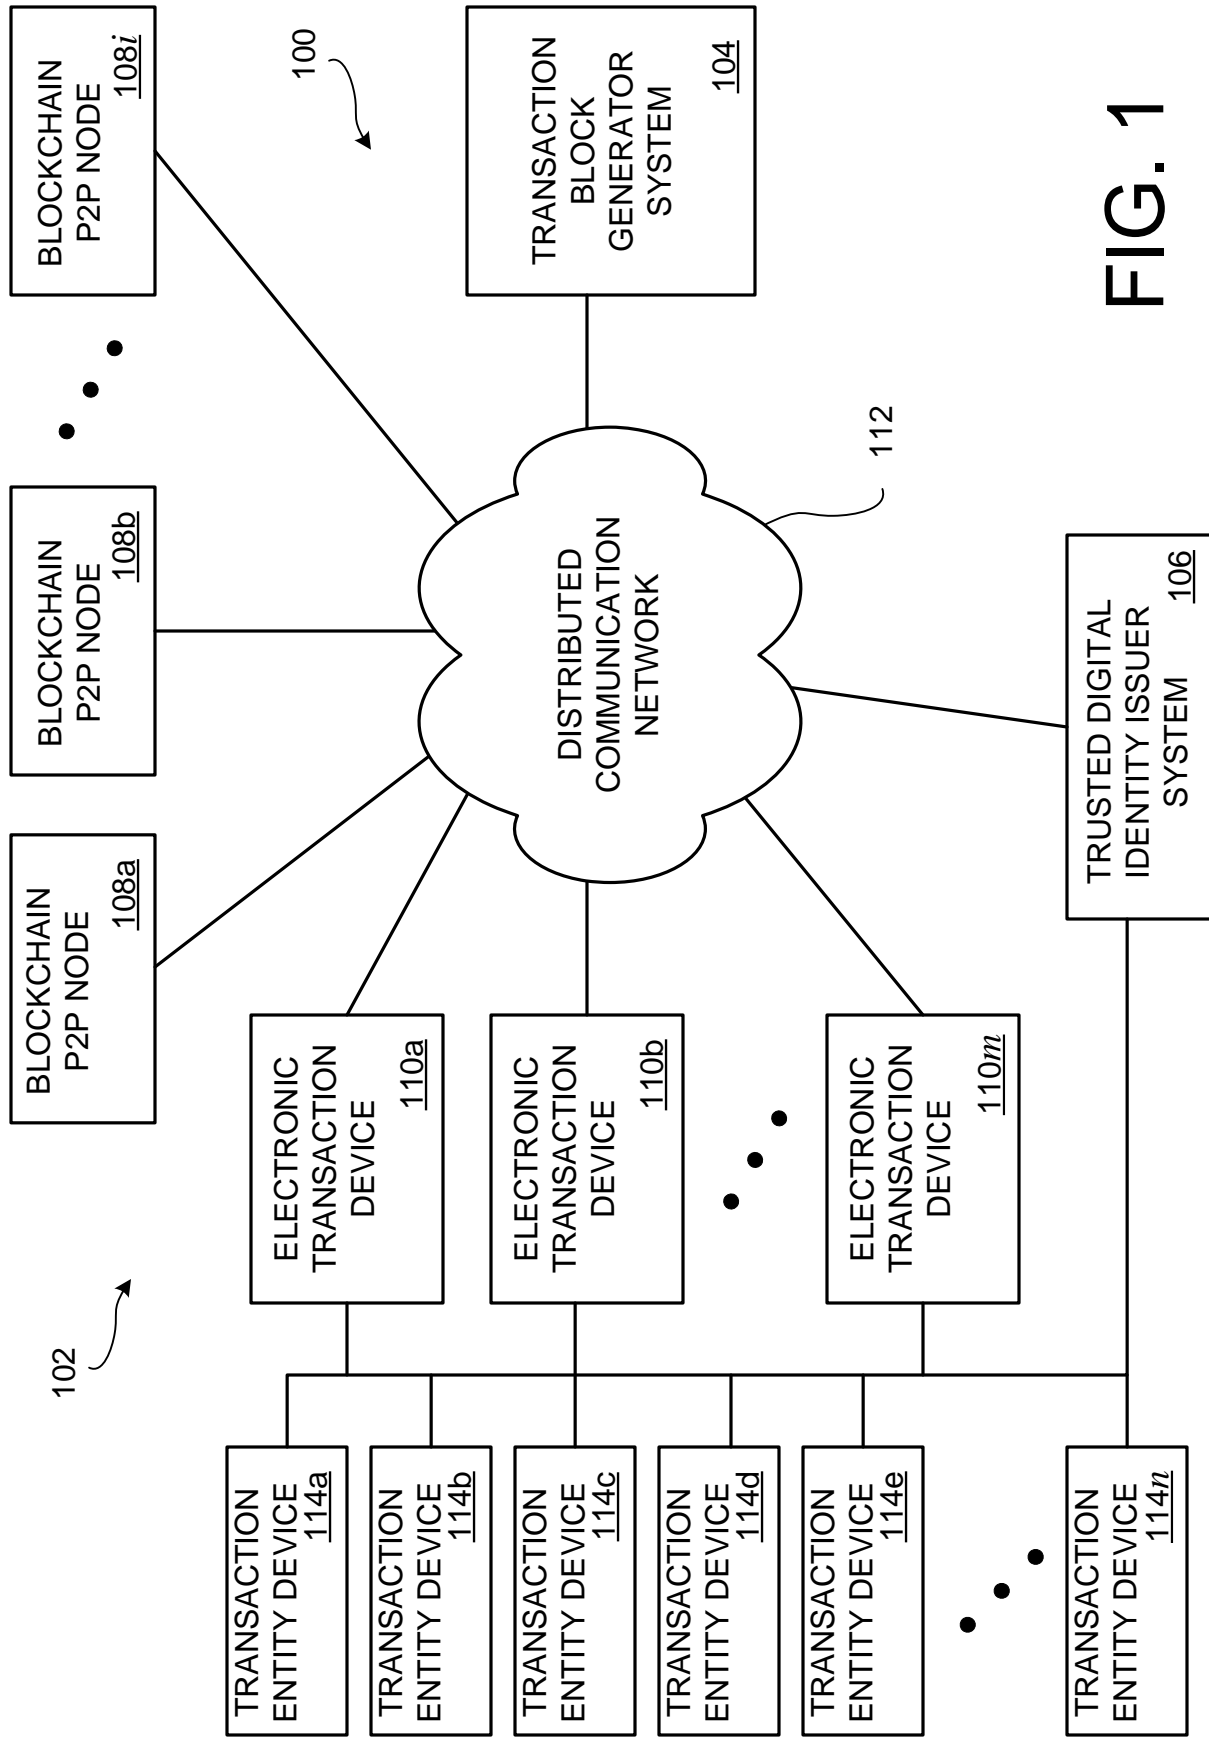 102
100
BLOCKCHAIN
P2P NODE
108a
BLOCKCHAIN
P2P NODE
108b
BLOCKCHAIN
P2P NODE
108i
TRANSACTION
ENTITY DEVICE
114a
TRANSACTION
ENTITY DEVICE
114b
TRANSACTION
ENTITY DEVICE
114c
TRANSACTION
ENTITY DEVICE
114d
TRANSACTION
ENTITY DEVICE
114e
TRANSACTION
ENTITY DEVICE
114n
ELECTRONIC
TRANSACTION
DEVICE
110a
ELECTRONIC
TRANSACTION
DEVICE
110b
ELECTRONIC
TRANSACTION
DEVICE
110m
DISTRIBUTED
COMMUNICATION
NETWORK
112
TRANSACTION
BLOCK
GENERATOR
SYSTEM
104
TRUSTED DIGITAL
IDENTITY ISSUER
SYSTEM
106
FIG. 1